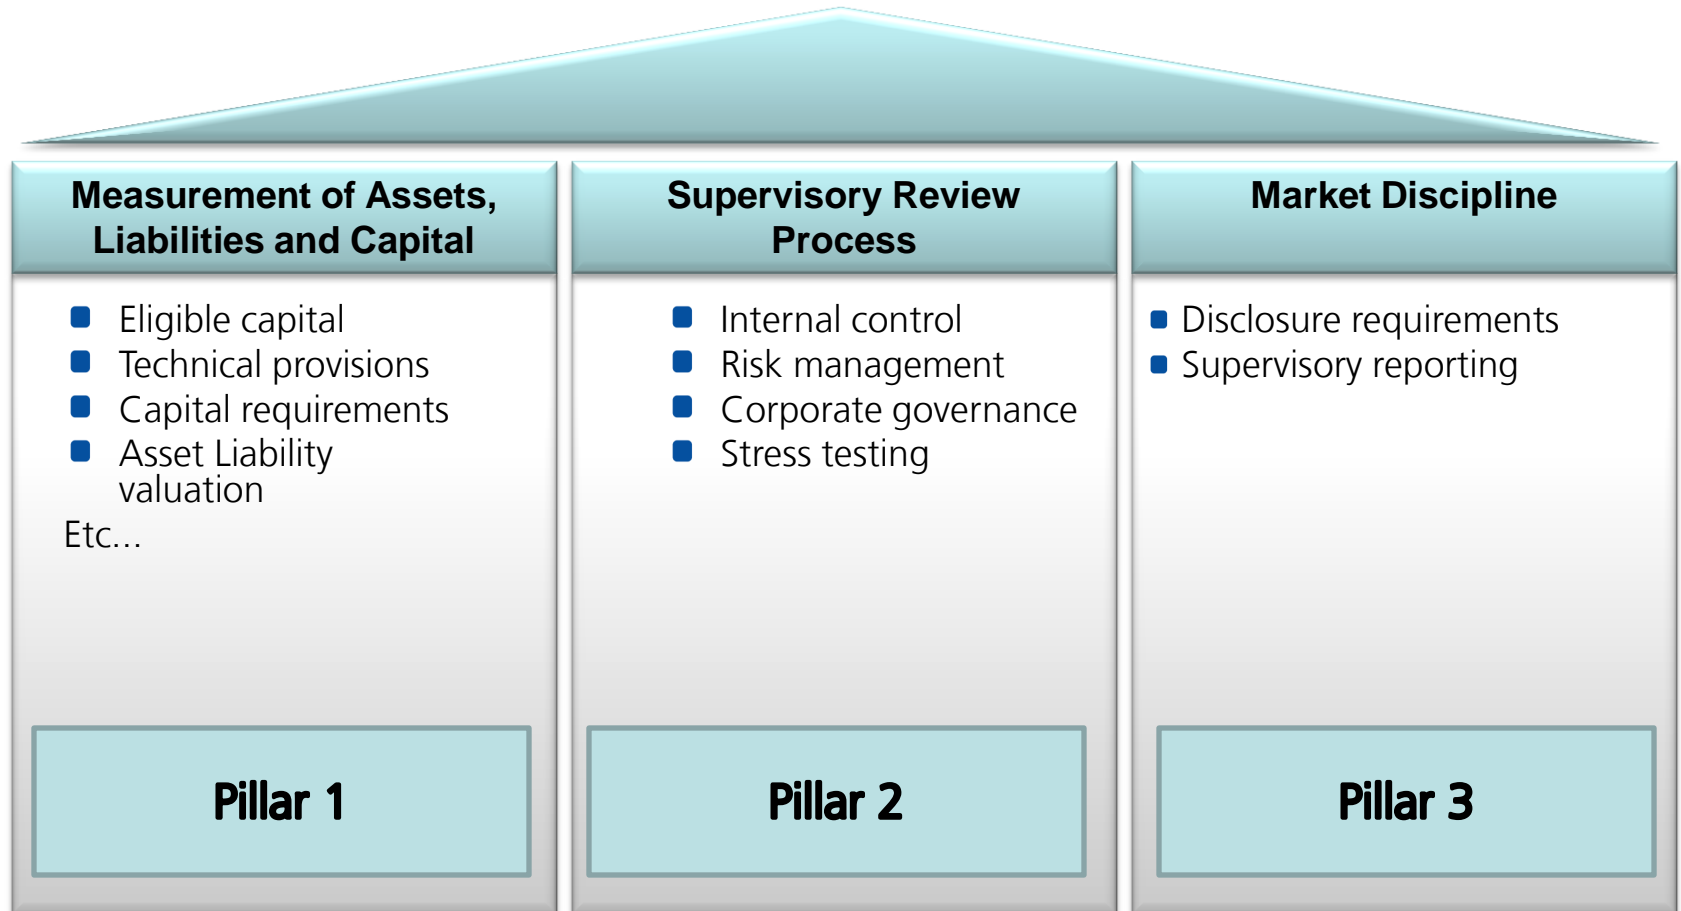 Measurement of Assets,
Liabilities and Capital
Eligible capital
Technical provisions
Capital requirements
Asset Liability
valuation
Etc...
Pillar 1
Supervisory Review
Process
Internal control
Risk management
Corporate governance
Stress testing
Pillar 2
Market Discipline
Disclosure requirements
Supervisory reporting
Pillar 3